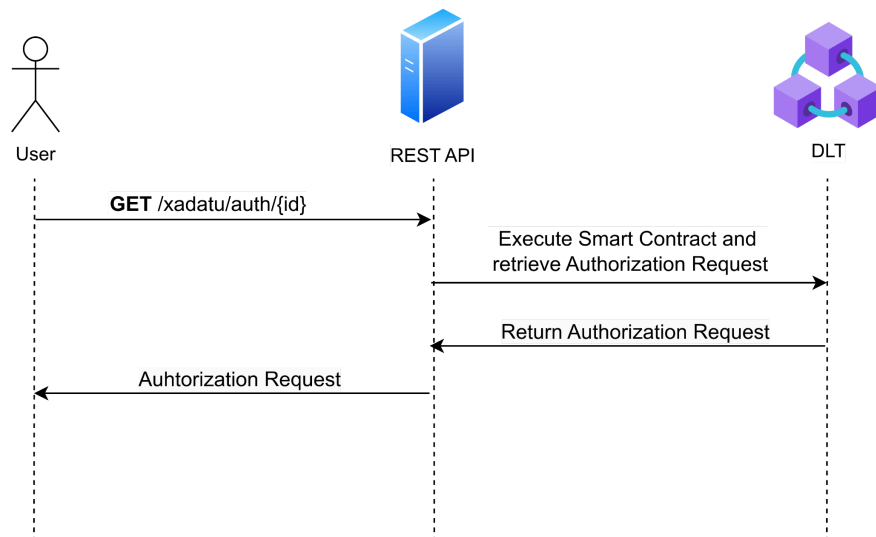 User
REST API
DLT
GET /xadatu/auth/{id}
Execute Smart Contract and
retrieve Authorization Request
Return Authorization Request
Auhtorization Request